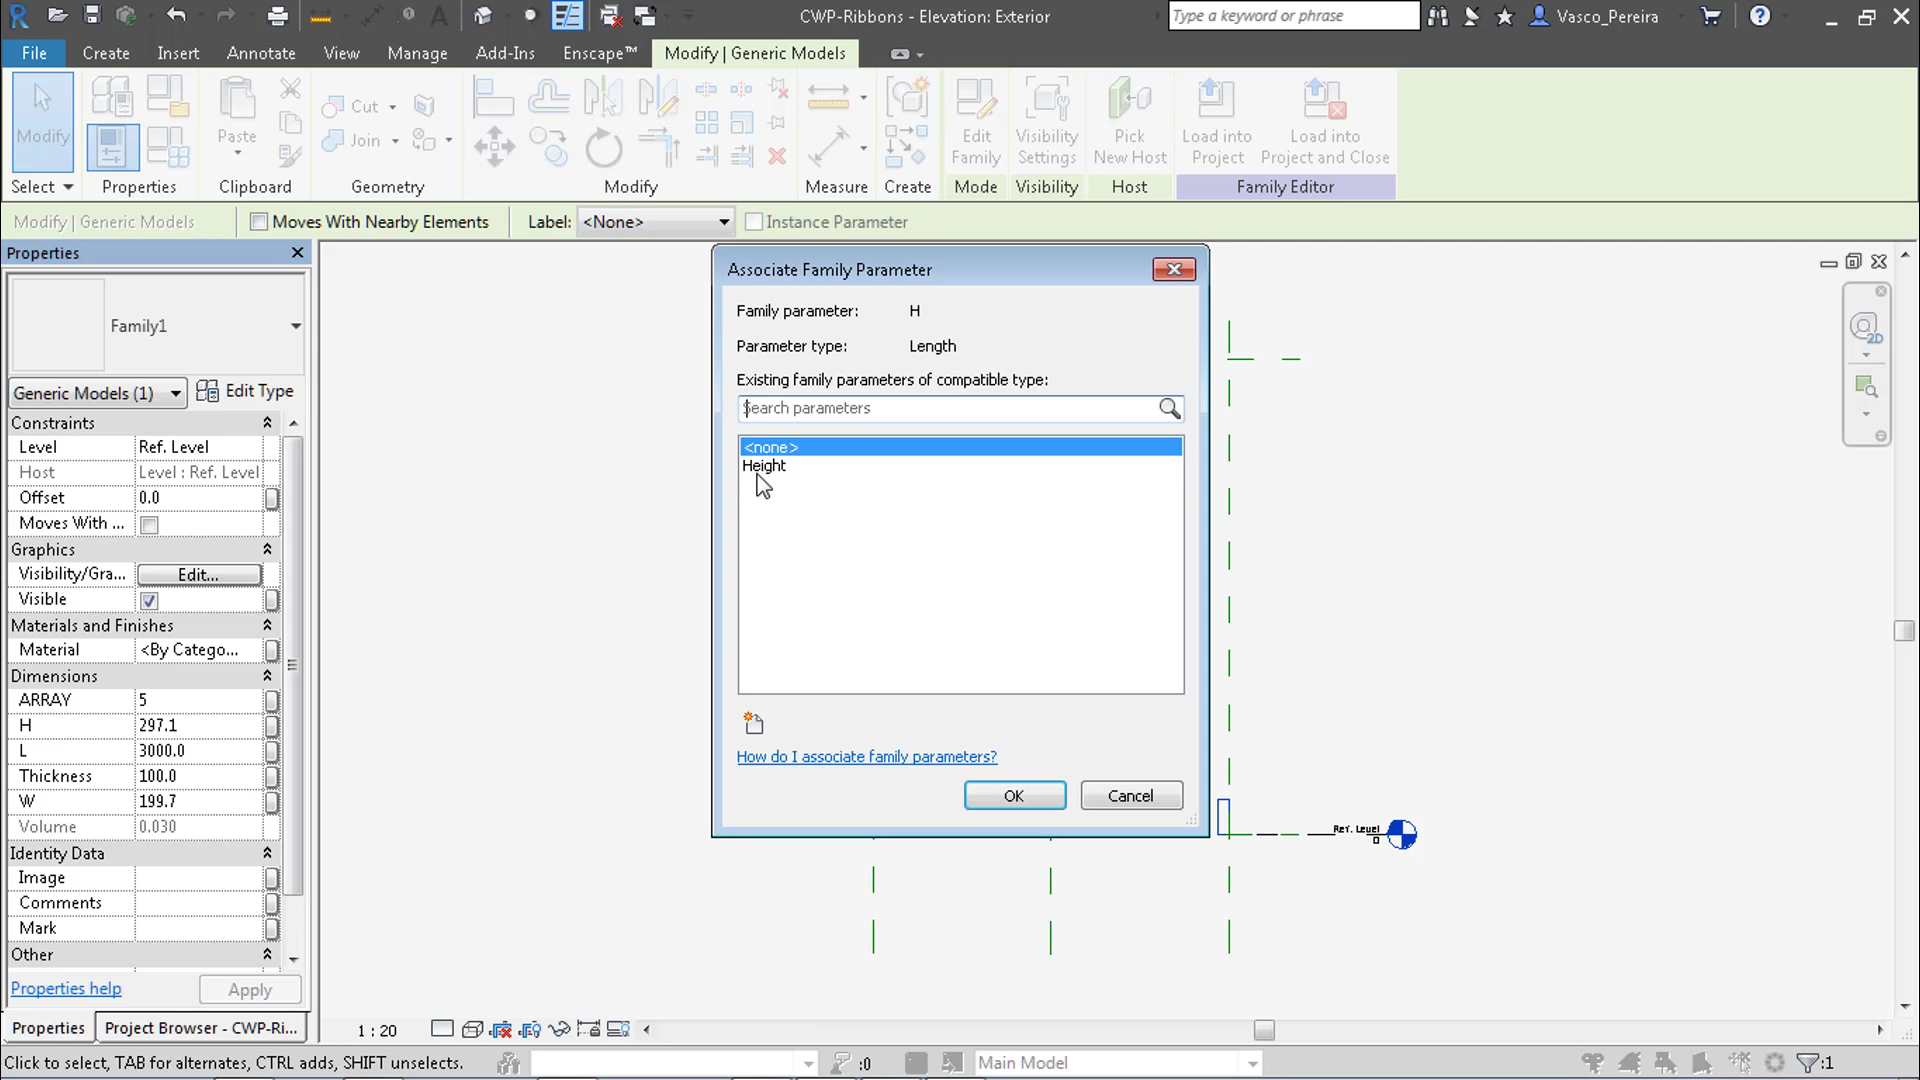 CWP-Ribbons - Elevation: Exterior
Type a keyword or phrase
Vasco_Pereira
File Create Insert Annotate View Manage Add-Ins Enscape™ Modify | Generic Models
Modify
Paste
Cut
Join
Edit
Family
Visibility
Settings
Pick
New Host
Load into
Project
Load into
Project and Close
Select Properties Clipboard Geometry Modify Measure Create Mode Visibility Host Family Editor
Modify | Generic Models Moves With Nearby Elements Label: <None> Instance Parameter
Properties
Family1
Generic Models (1) Edit Type
Constraints
Level Ref. Level
Host Level : Ref. Level
Offset 0.0
Moves With ...
Graphics
Visibility/Gra... Edit...
Visible
Materials and Finishes
Material <By Catego...
Dimensions
ARRAY 5
H 297.1
L 3000.0
Thickness 100.0
W 199.7
Volume 0.030
Identity Data
Image
Comments
Mark
Other
Properties help Apply
Properties Project Browser - CWP-Ri...
Associate Family Parameter
Family parameter: H
Parameter type: Length
Existing family parameters of compatible type:
Search parameters
<none>
Height
How do I associate family parameters?
OK Cancel
2D
Ref. Level
0
1 : 20
Click to select, TAB for alternates, CTRL adds, SHIFT unselects. :0 Main Model :1